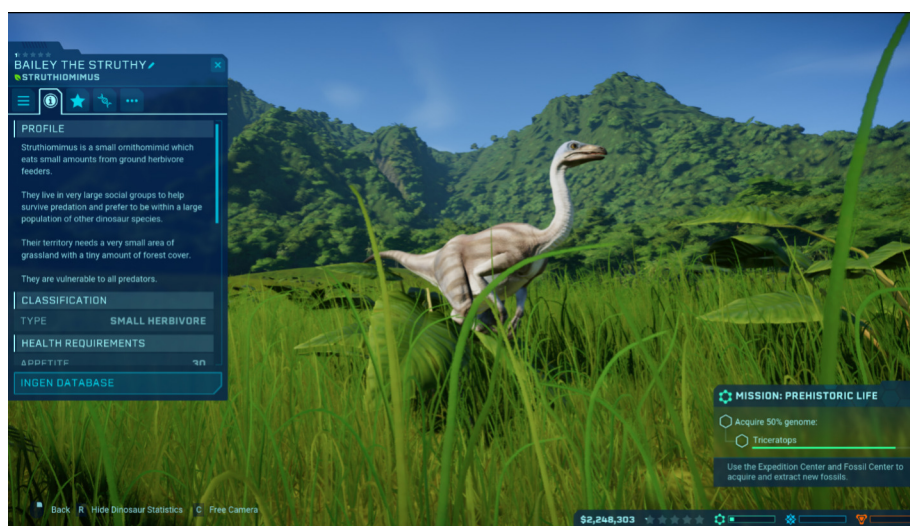 BAILEY THE STRUTHY
STRUTHIOMIMUS
PROFILE
Struthiomimus is a small ornithomimid which
eats small amounts from ground herbivore
feeders.
They live in very large social groups to help
survive predation and prefer to be within a large
population of other dinosaur species.
Their territory needs a very small area of
grassland with a tiny amount of forest cover.
They are vulnerable to all predators.
CLASSIFICATION
TYPE SMALL HERBIVORE
HEALTH REQUIREMENTS
APPETITE 30
INGEN DATABASE
MISSION: PREHISTORIC LIFE
Acquire 50% genome:
Triceratops
Use the Expedition Center and Fossil Center to
acquire and extract new fossils.
Back R Hide Dinosaur Statistics C Free Camera
$2,248,303